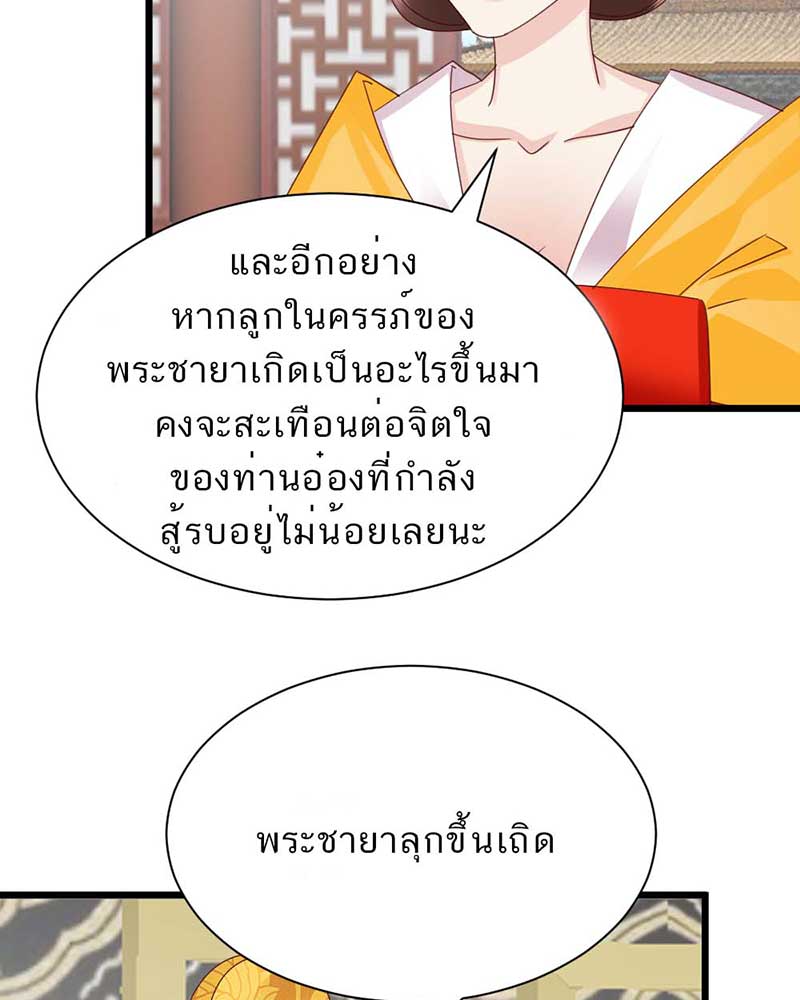 และอีกอย่าง
หากลูกในครรภ์ของ
พระชายาเกิดเป็นอะไรขึ้นมา
คงจะสะเทือนต่อจิตใจ
ของท่านอ๋องที่กำลัง
สู้รบอยู่ไม่น้อยเลยนะ
พระชายาลุกขึ้นเถิด